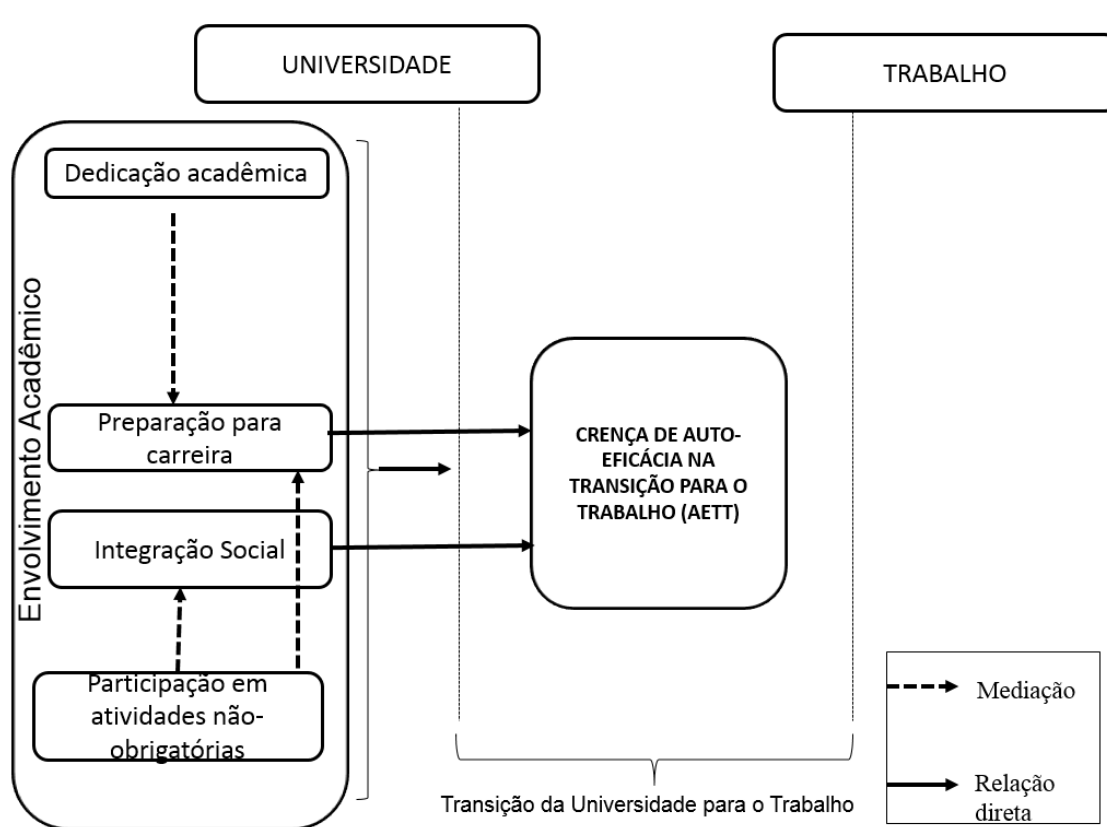 UNIVERSIDADE
TRABALHO
Envolvimento Acadêmico
Dedicação acadêmica
Preparação para
carreira
Integração Social
Participação em
atividades não-
obrigatórias
CRENÇA DE AUTO-
EFICÁCIA NA
TRANSIÇÃO PARA O
TRABALHO (AETT)
Transição da Universidade para o Trabalho
Mediação
Relação
direta